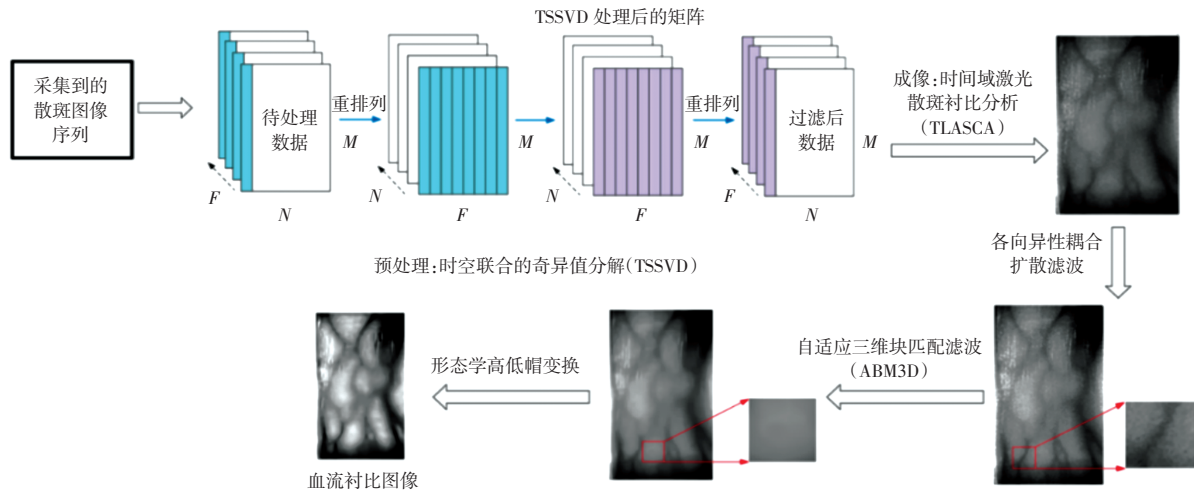 TSSVD 处理后的矩阵
采集到的
散斑图像
序列
待处理
数据
F
N
重排列
M
N
F
M
F
重排列
M
F
过滤后
数据
N
M
成像:时间域激光
散斑衬比分析
(TLASCA)
预处理:时空联合的奇异值分解(TSSVD)
各向异性耦合
扩散滤波
自适应三维块匹配滤波
(ABM3D)
形态学高低帽变换
血流衬比图像